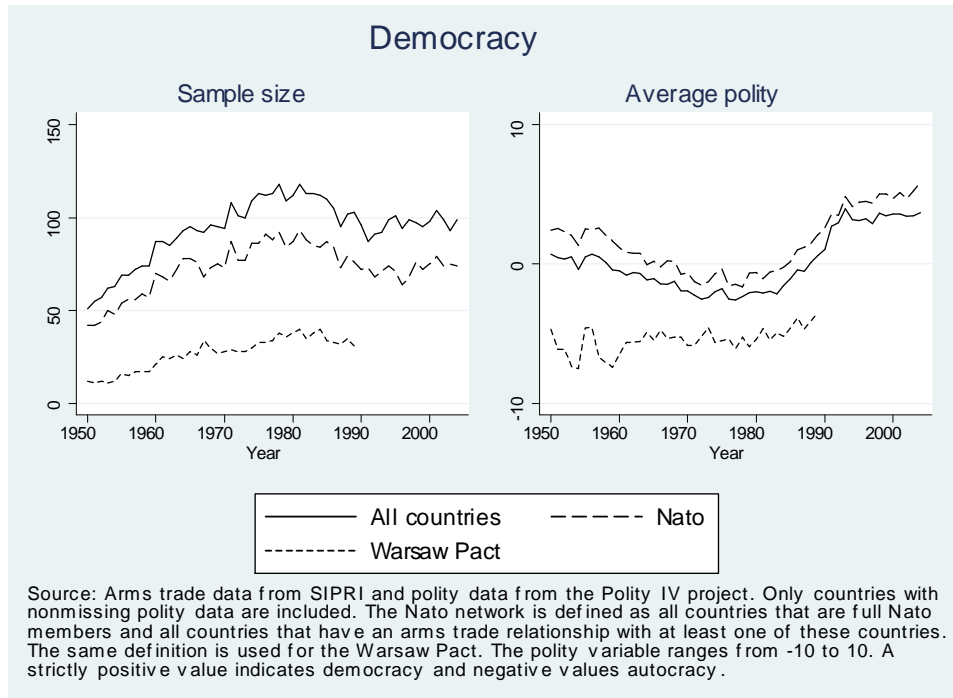 Democracy
Sample size
150
100
50
0
1950 1960 1970 1980 1990 2000
Year
Average polity
10
0
-10
1950 1960 1970 1980 1990 2000
Year
All countries
Nato
Warsaw Pact
Source: Arms trade data from SIPRI and polity data from the Polity IV project. Only countries with
nonmissing polity data are included. The Nato network is defined as all countries that are full Nato
members and all countries that have an arms trade relationship with at least one of these countries.
The same definition is used for the Warsaw Pact. The polity variable ranges from -10 to 10. A
strictly positive value indicates democracy and negative values autocracy.